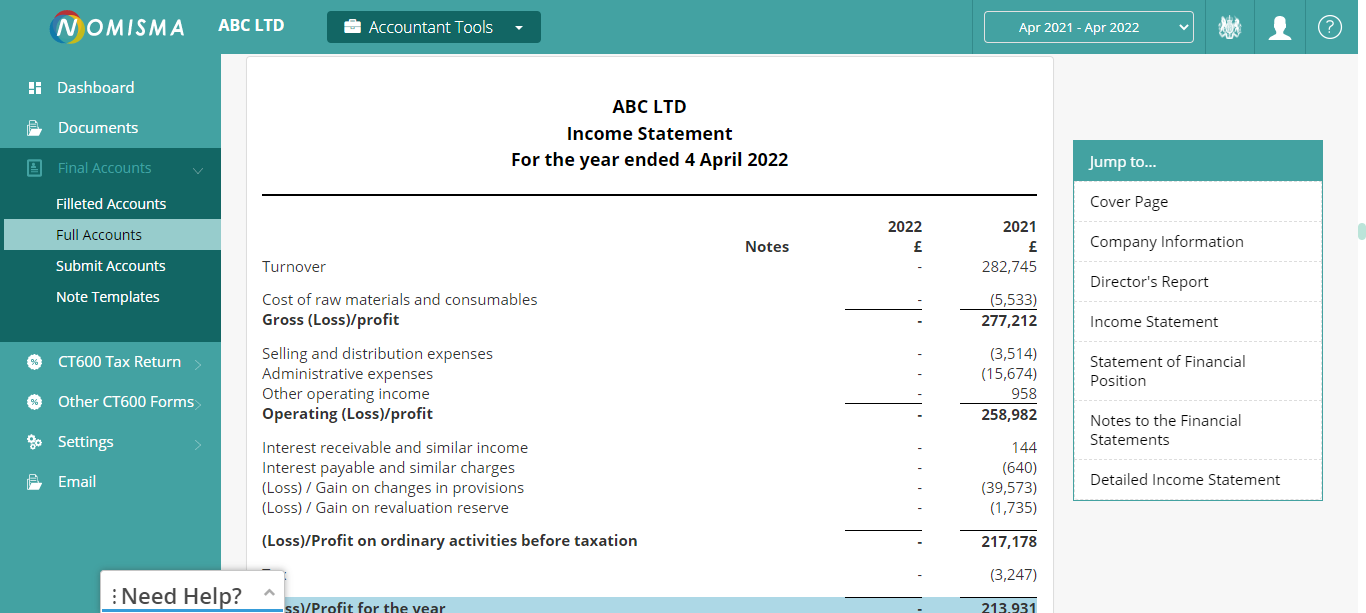 NOMISMA
ABC LTD
Accountant Tools
Apr 2021 - Apr 2022
?
Dashboard
Documents
Final Accounts
Filleted Accounts
Full Accounts
Submit Accounts
Note Templates
% CT600 Tax Return
% Other CT600 Forms
Settings
Email
ABC LTD
Income Statement
For the year ended 4 April 2022
2022 2021
Notes £ £
Turnover - 282,745
Cost of raw materials and consumables - (5,533)
Gross (Loss)/profit - 277,212
Selling and distribution expenses - (3,514)
Administrative expenses - (15,674)
Other operating income - 958
Operating (Loss)/profit - 258,982
Interest receivable and similar income - 144
Interest payable and similar charges - (640)
(Loss) / Gain on changes in provisions - (39,573)
(Loss) / Gain on revaluation reserve - (1,735)
(Loss)/Profit on ordinary activities before taxation - 217,178
- (3,247)
ss)/Profit for the year - 213,931
Need Help?
Jump to...
Cover Page
Company Information
Director's Report
Income Statement
Statement of Financial
Position
Notes to the Financial
Statements
Detailed Income Statement